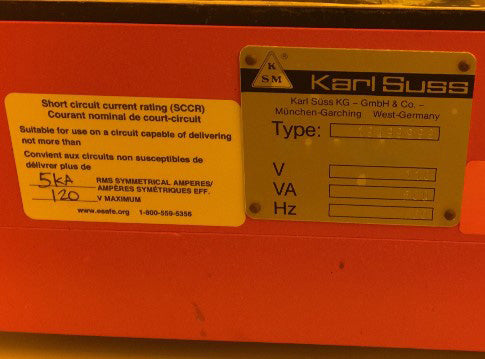 Short circuit current rating (SCCR)
Courant nominal de court-circuit
Suitable for use on a circuit capable of delivering
not more than
Convient aux circuits non susceptibles de
délivrer plus de
5kA RMS SYMMETRICAL AMPERES/
AMPÈRES SYMÉTRIQUES EFF.
120 V MAXIMUM
www.esafe.org 1-800-559-5356
K
SM
Karl Suss
Karl Süss KG – GmbH & Co. –
München-Garching West-Germany
Type:
V
VA
Hz